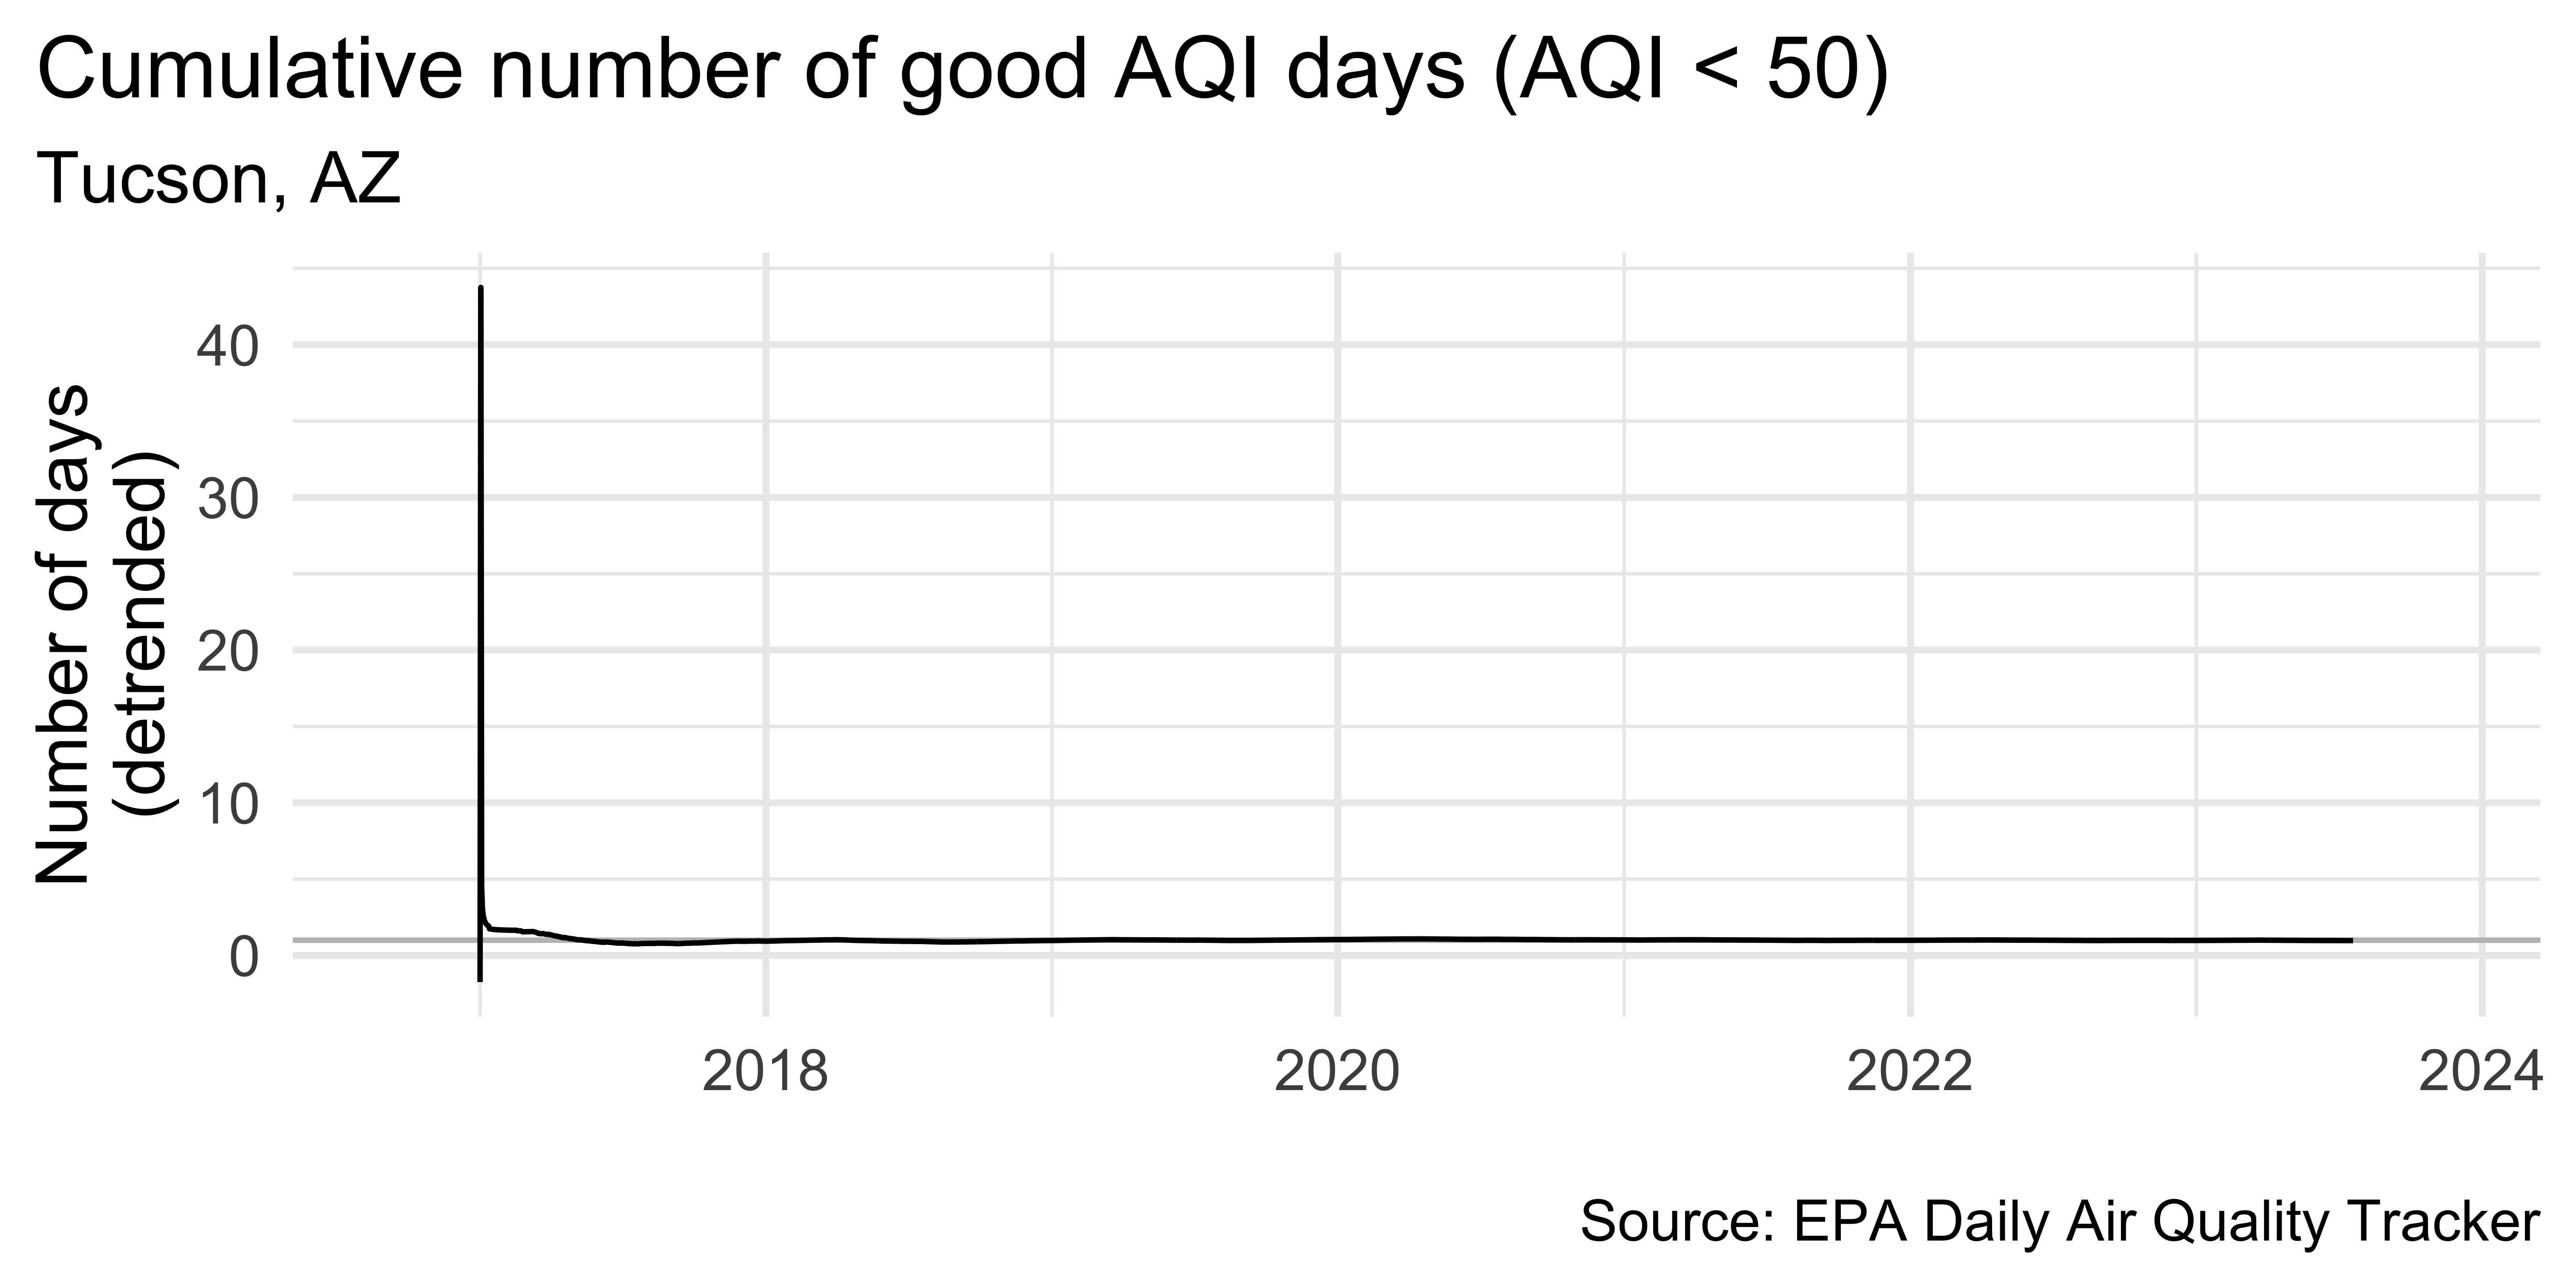 Cumulative number of good AQI days (AQI < 50)
Tucson, AZ
Number of days
(detrended)
40
30
20
10
0
2018
2020
2022
2024
Source: EPA Daily Air Quality Tracker